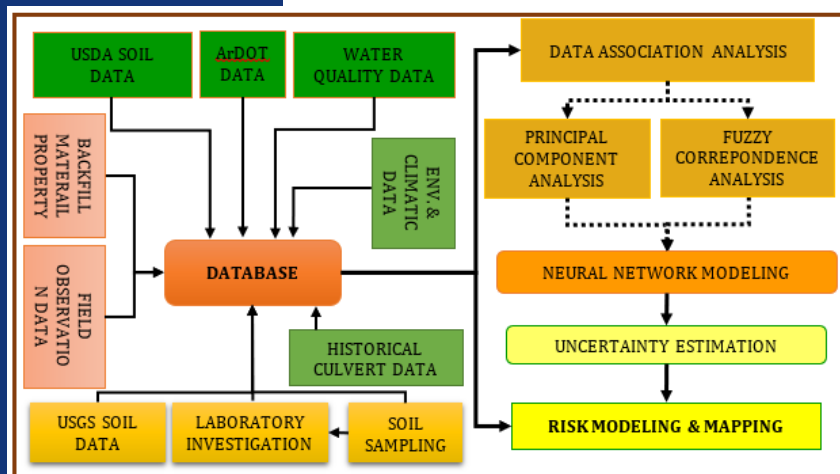 USDA SOIL
DATA
ArDOT
DATA
WATER
QUALITY DATA
DATA ASSOCIATION ANALYSIS
BACKFILL
MATERAIL
PROPERTY
ENV. &
CLIMATIC
DATA
PRINCIPAL
COMPONENT
ANALYSIS
FUZZY
CORREPONDENCE
ANALYSIS
DATABASE
NEURAL NETWORK MODELING
FIELD
OBSERVATIO
N DATA
HISTORICAL
CULVERT DATA
UNCERTAINTY ESTIMATION
USGS SOIL
DATA
LABORATORY
INVESTIGATION
SOIL
SAMPLING
RISK MODELING & MAPPING